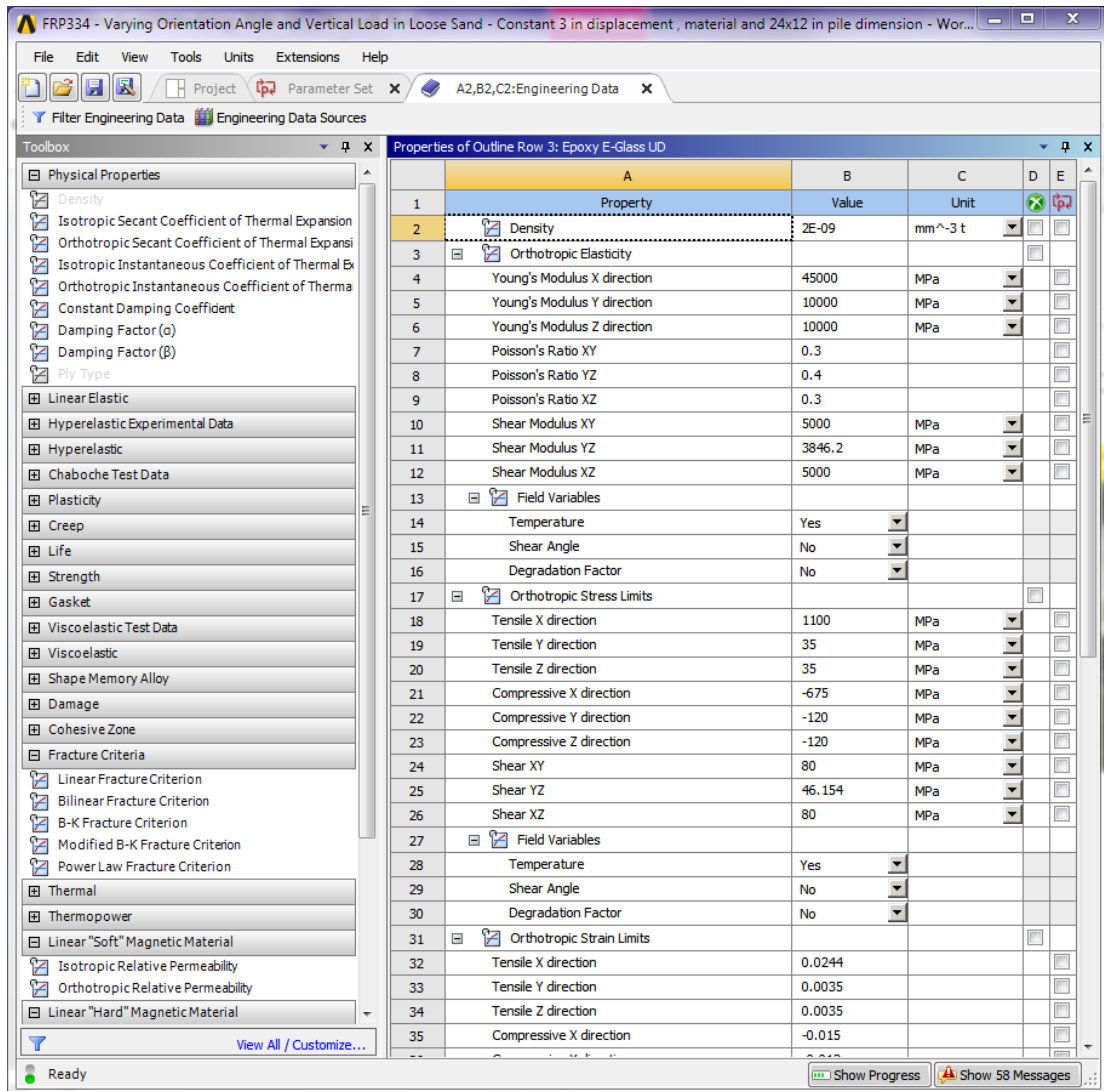 FRP334 - Varying Orientation Angle and Vertical Load in Loose Sand - Constant 3 in displacement , material and 24x12 in pile dimension - Wor...
File Edit View Tools Units Extensions Help
Project Parameter Set A2,B2,C2:Engineering Data
Filter Engineering Data Engineering Data Sources
Toolbox
Physical Properties
Density
Isotropic Secant Coefficient of Thermal Expansion
Orthotropic Secant Coefficient of Thermal Expansi
Isotropic Instantaneous Coefficient of Thermal Ex
Orthotropic Instantaneous Coefficient of Thermal
Constant Damping Coefficient
Damping Factor (α)
Damping Factor (β)
Ply Type
Linear Elastic
Hyperelastic Experimental Data
Hyperelastic
Chaboche Test Data
Plasticity
Creep
Life
Strength
Gasket
Viscoelastic Test Data
Viscoelastic
Shape Memory Alloy
Damage
Cohesive Zone
Fracture Criteria
Linear Fracture Criterion
Bilinear Fracture Criterion
B-K Fracture Criterion
Modified B-K Fracture Criterion
Power Law Fracture Criterion
Thermal
Thermopower
Linear "Soft" Magnetic Material
Isotropic Relative Permeability
Orthotropic Relative Permeability
Linear "Hard" Magnetic Material
View All / Customize...
Properties of Outline Row 3: Epoxy E-Glass UD
A B C D E
1 Property Value Unit
2 Density 2E-09 mm^-3 t
3 Orthotropic Elasticity
4 Young's Modulus X direction 45000 MPa
5 Young's Modulus Y direction 10000 MPa
6 Young's Modulus Z direction 10000 MPa
7 Poisson's Ratio XY 0.3
8 Poisson's Ratio YZ 0.4
9 Poisson's Ratio XZ 0.3
10 Shear Modulus XY 5000 MPa
11 Shear Modulus YZ 3846.2 MPa
12 Shear Modulus XZ 5000 MPa
13 Field Variables
14 Temperature Yes
15 Shear Angle No
16 Degradation Factor No
17 Orthotropic Stress Limits
18 Tensile X direction 1100 MPa
19 Tensile Y direction 35 MPa
20 Tensile Z direction 35 MPa
21 Compressive X direction -675 MPa
22 Compressive Y direction -120 MPa
23 Compressive Z direction -120 MPa
24 Shear XY 80 MPa
25 Shear YZ 46.154 MPa
26 Shear XZ 80 MPa
27 Field Variables
28 Temperature Yes
29 Shear Angle No
30 Degradation Factor No
31 Orthotropic Strain Limits
32 Tensile X direction 0.0244
33 Tensile Y direction 0.0035
34 Tensile Z direction 0.0035
35 Compressive X direction -0.015
Ready Show Progress Show 58 Messages